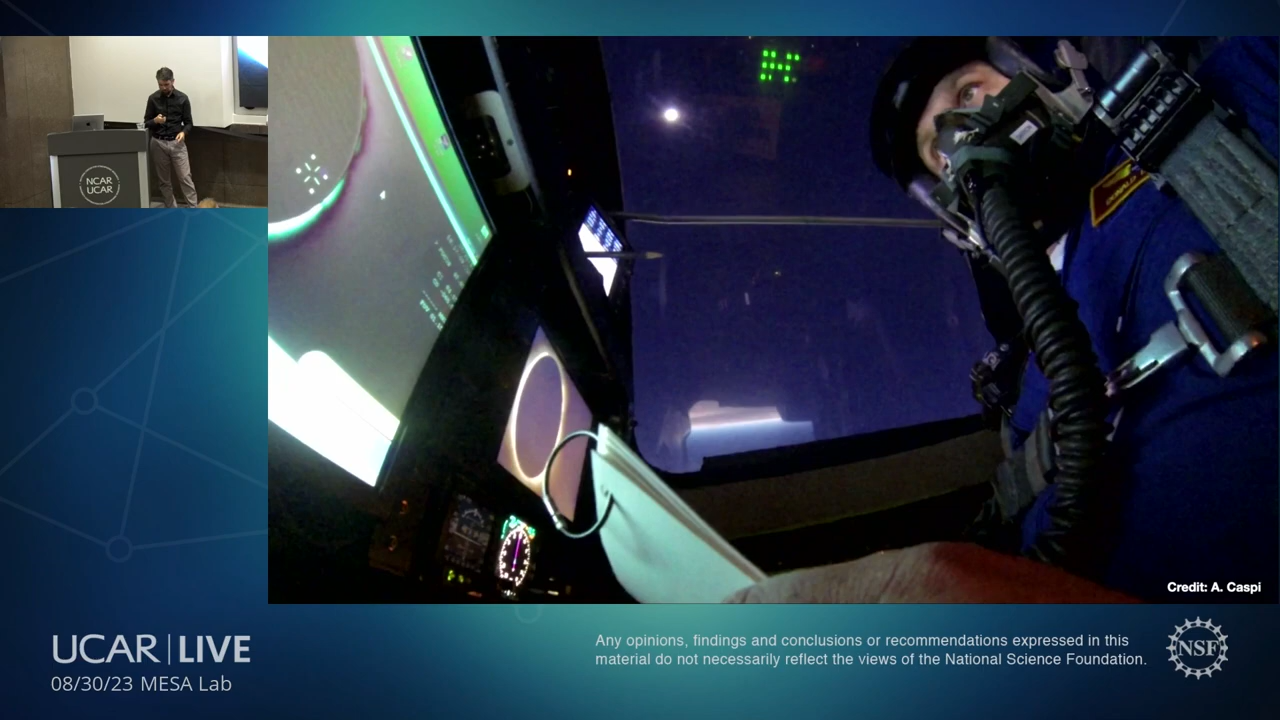 NCAR
UCAR
Credit: A. Caspi
UCAR | LIVE
08/30/23 MESA Lab
Any opinions, findings and conclusions or recommendations expressed in this
material do not necessarily reflect the views of the National Science Foundation.
NSF